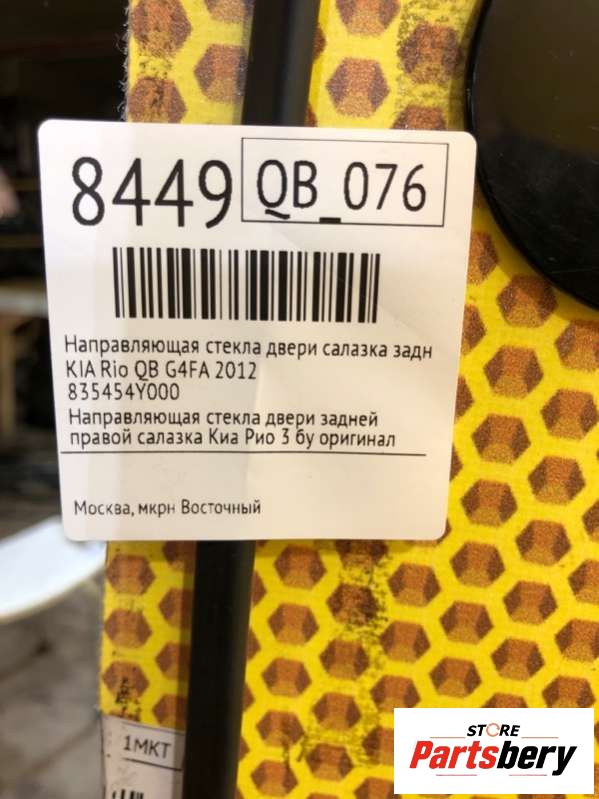 8449 QB_076
Направляющая стекла двери салазка задн
KIA Rio QB G4FA 2012
835454Y000
Направляющая стекла двери задней
правой салазка Киа Рио 3 бу оригинал
Москва, мкрн Восточный
1МКТ
STORE
Partsbery